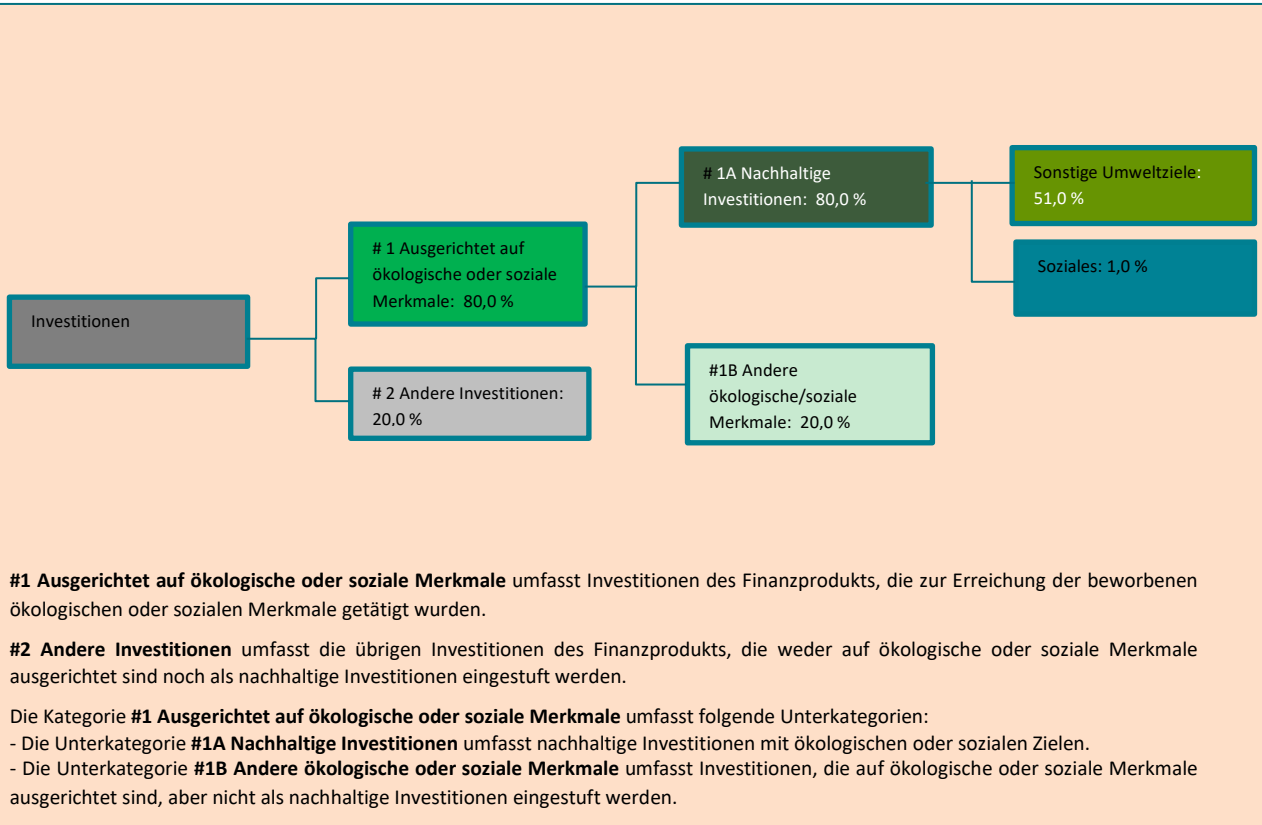 # 1A Nachhaltige
Investitionen:  80,0 %
Sonstige Umweltziele:
51,0 %
# 1 Ausgerichtet auf
ökologische oder soziale
Merkmale:  80,0 %
Soziales: 1,0 %
Investitionen
# 2 Andere Investitionen:
20,0 %
#1B Andere
ökologische/soziale
Merkmale:  20,0 %
#1 Ausgerichtet auf ökologische oder soziale Merkmale umfasst Investitionen des Finanzprodukts, die zur Erreichung der beworbenen
ökologischen oder sozialen Merkmale getätigt wurden.
#2 Andere Investitionen umfasst die übrigen Investitionen des Finanzprodukts, die weder auf ökologische oder soziale Merkmale
ausgerichtet sind noch als nachhaltige Investitionen eingestuft werden.
Die Kategorie #1 Ausgerichtet auf ökologische oder soziale Merkmale umfasst folgende Unterkategorien:
- Die Unterkategorie #1A Nachhaltige Investitionen umfasst nachhaltige Investitionen mit ökologischen oder sozialen Zielen.
- Die Unterkategorie #1B Andere ökologische oder soziale Merkmale umfasst Investitionen, die auf ökologische oder soziale Merkmale
ausgerichtet sind, aber nicht als nachhaltige Investitionen eingestuft werden.